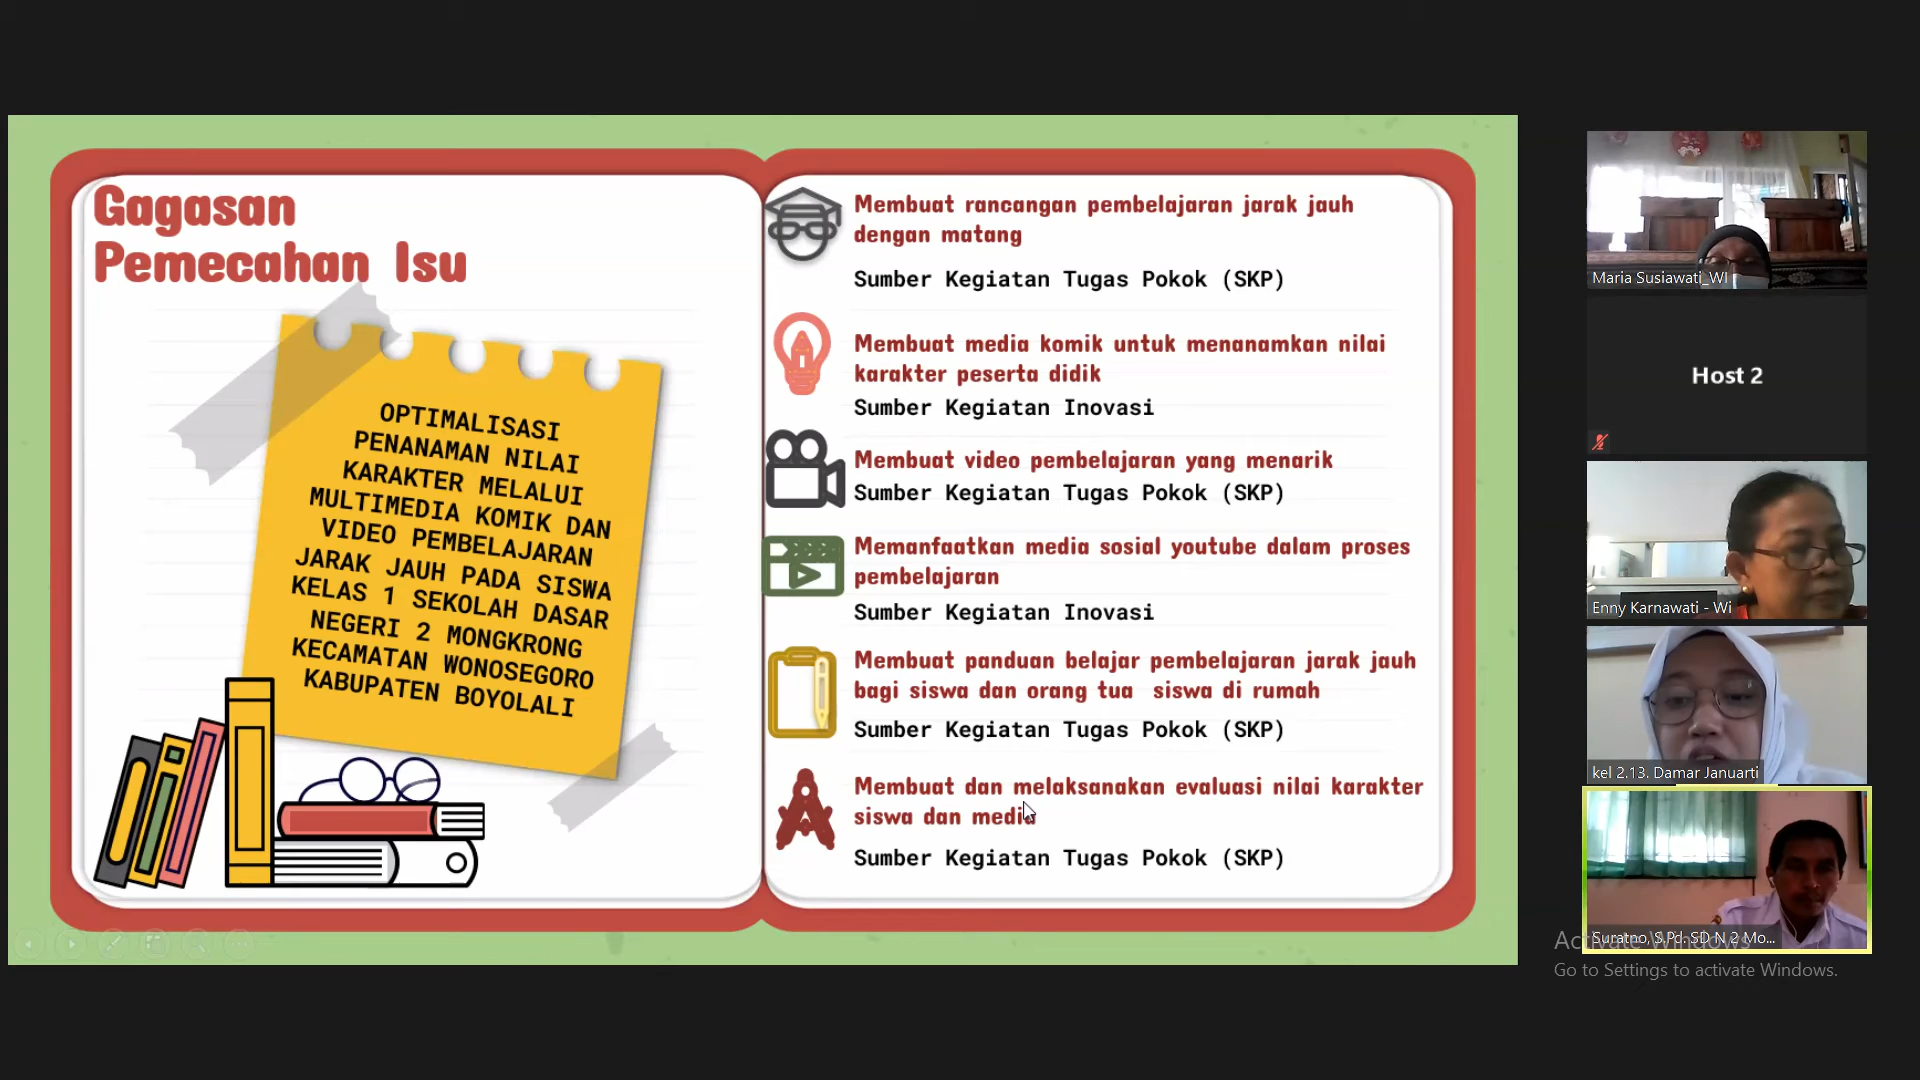 Gagasan
Pemecahan Isu
OPTIMALISASI
PENANAMAN NILAI
KARAKTER MELALUI
MULTIMEDIA KOMIK DAN
VIDEO PEMBELAJARAN
JARAK JAUH PADA SISWA
KELAS 1 SEKOLAH DASAR
NEGERI 2 MONGKRONG
KECAMATAN WONOSEGORO
KABUPATEN BOYOLALI
Membuat rancangan pembelajaran jarak jauh
dengan matang
Sumber Kegiatan Tugas Pokok (SKP)
Membuat media komik untuk menanamkan nilai
karakter peserta didik
Sumber Kegiatan Inovasi
Membuat video pembelajaran yang menarik
Sumber Kegiatan Tugas Pokok (SKP)
Memanfaatkan media sosial youtube dalam proses
pembelajaran
Sumber Kegiatan Inovasi
Membuat panduan belajar pembelajaran jarak jauh
bagi siswa dan orang tua siswa di rumah
Sumber Kegiatan Tugas Pokok (SKP)
Membuat dan melaksanakan evaluasi nilai karakter
siswa dan media
Sumber Kegiatan Tugas Pokok (SKP)
Maria Susiawati_WI
Host 2
Enny Karnawati - Wi
kel 2.13. Damar Januarti
Suratno, S.Pd. SD N 2 Mo...
Activate Windows
Go to Settings to activate Windows.